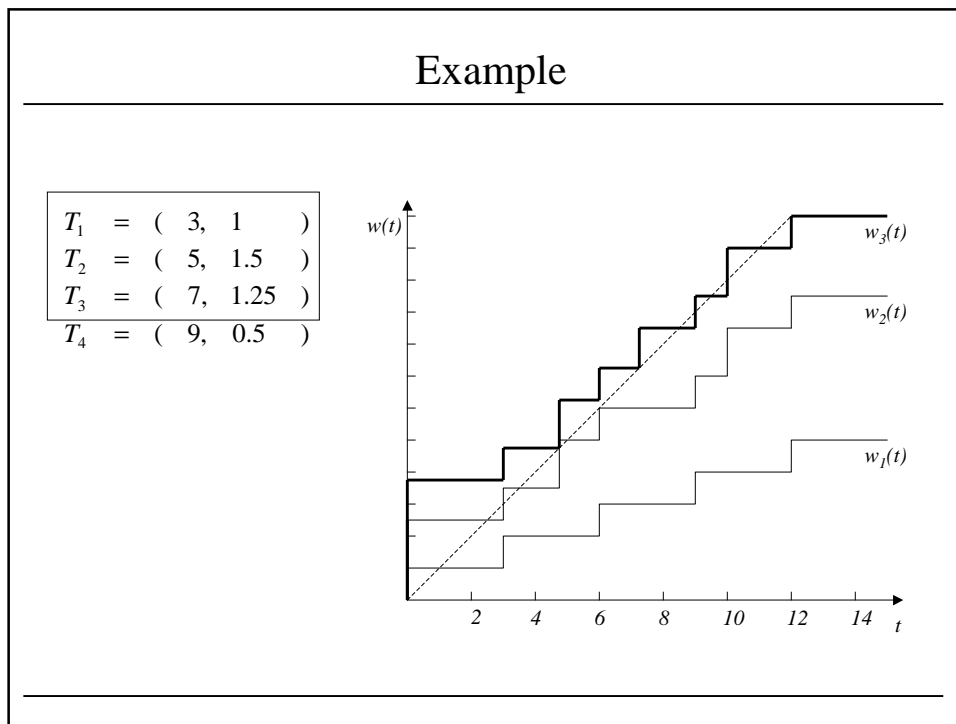 Example
T1 = ( 3, 1 )
T2 = ( 5, 1.5 )
T3 = ( 7, 1.25 )
T4 = ( 9, 0.5 )
w(t)
w3(t)
w2(t)
w1(t)
2 4 6 8 10 12 14
t